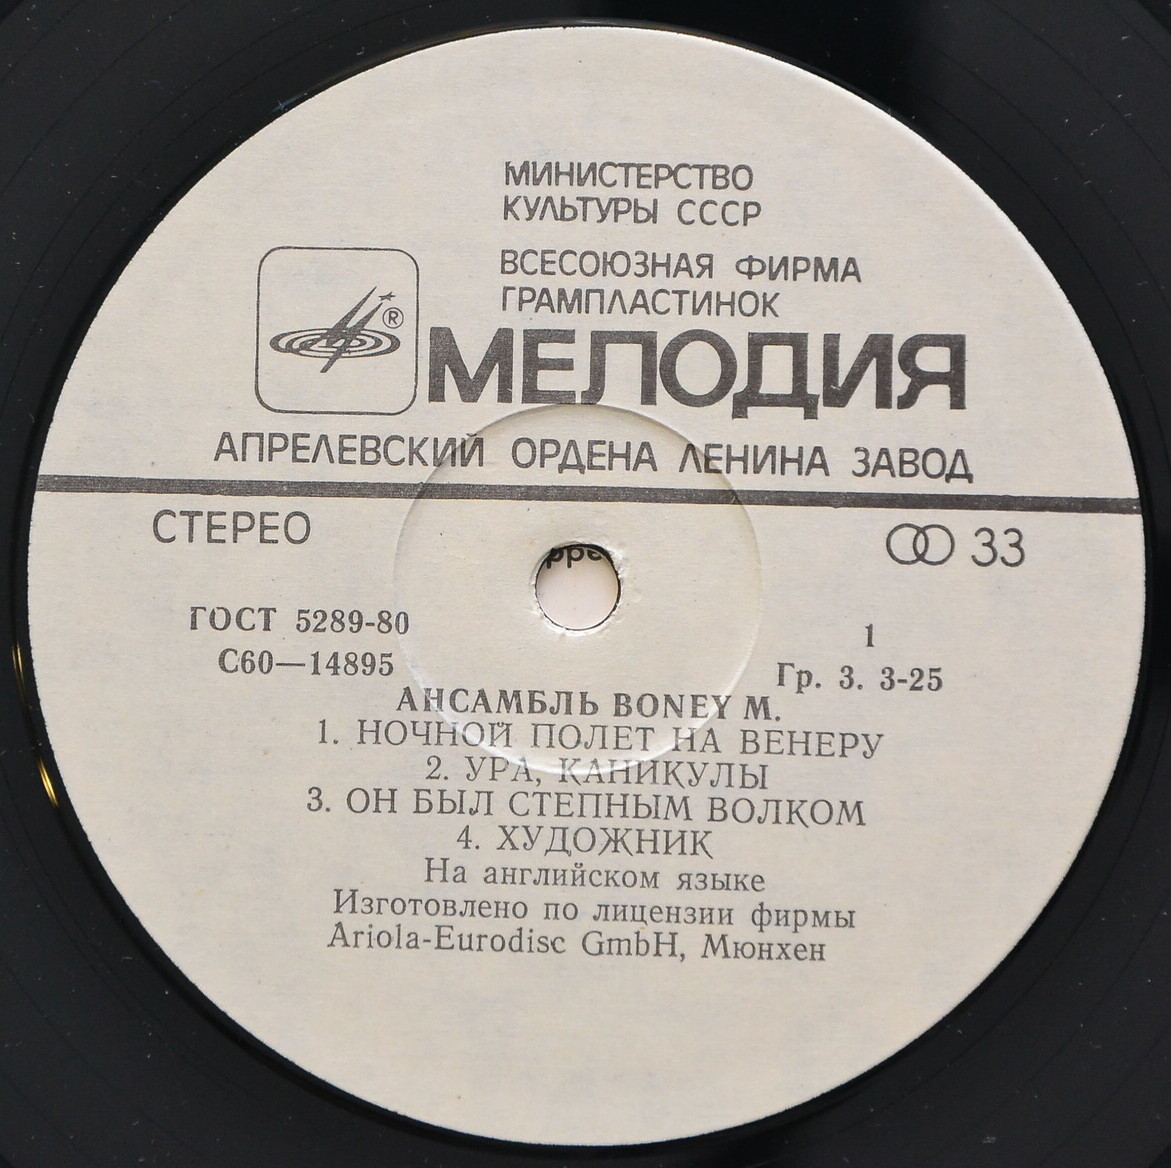 МИНИСТЕРСТВО
КУЛЬТУРЫ СССР
ВСЕСОЮЗНАЯ ФИРМА
ГРАМПЛАСТИНОК
®
МЕЛОДИЯ
АПРЕЛЕВСКИЙ ОРДЕНА ЛЕНИНА ЗАВОД
СТЕРЕО
33
ГОСТ 5289-80
С60—14895
1
Гр. 3. 3-25
АНСАМБЛЬ BONEY M.
1. НОЧНОЙ ПОЛЕТ НА ВЕНЕРУ
2. УРА, КАНИКУЛЫ
3. ОН БЫЛ СТЕПНЫМ ВОЛКОМ
4. ХУДОЖНИК
На английском языке
Изготовлено по лицензии фирмы
Ariola-Eurodisc GmbH, Мюнхен